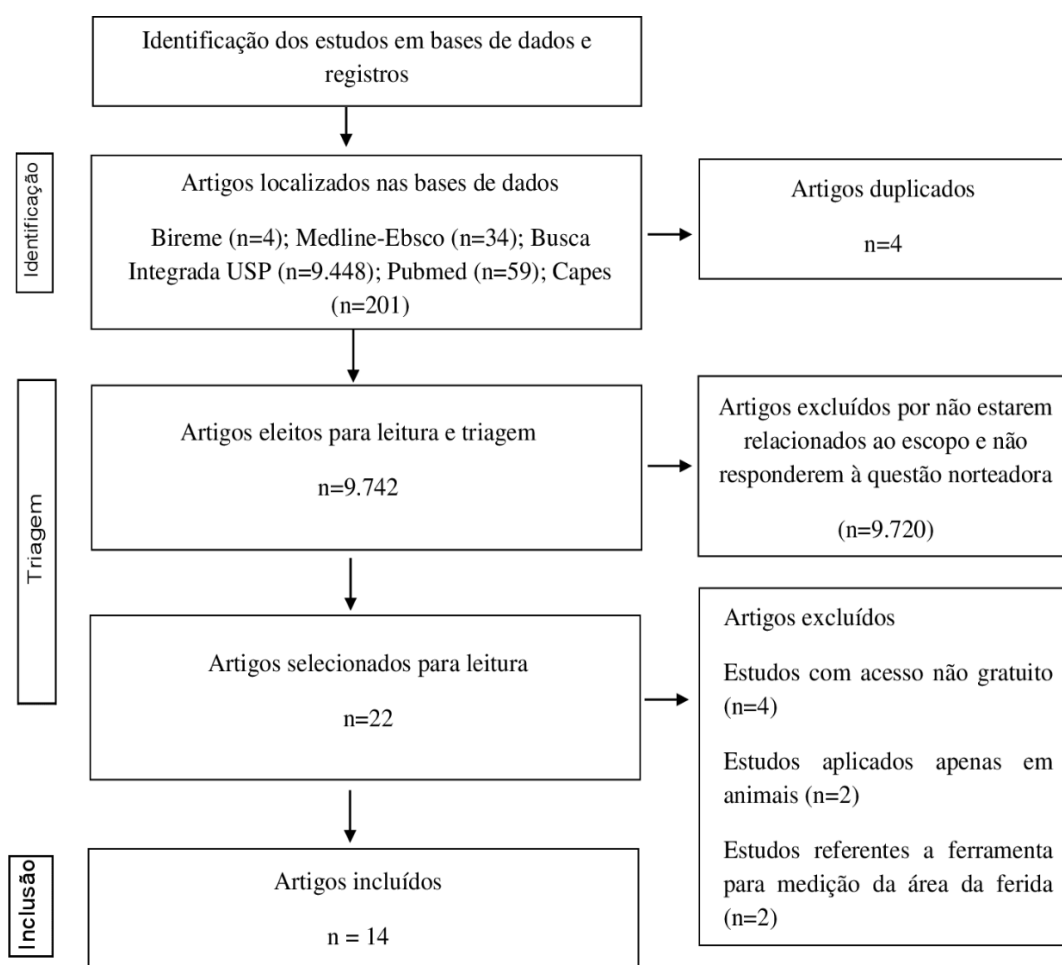 Identificação dos estudos em bases de dados e
registros
Identificação
Artigos localizados nas bases de dados
Bireme (n=4); Medline-Ebsco (n=34); Busca
Integrada USP (n=9.448); Pubmed (n=59); Capes
(n=201)
Artigos duplicados
n=4
Triagem
Artigos eleitos para leitura e triagem
n=9.742
Artigos excluídos por não estarem
relacionados ao escopo e não
responderem à questão norteadora
(n=9.720)
Artigos selecionados para leitura
n=22
Artigos excluídos
Estudos com acesso não gratuito
(n=4)
Estudos aplicados apenas em
animais (n=2)
Estudos referentes a ferramenta
para medição da área da ferida
(n=2)
Inclusão
Artigos incluídos
n = 14